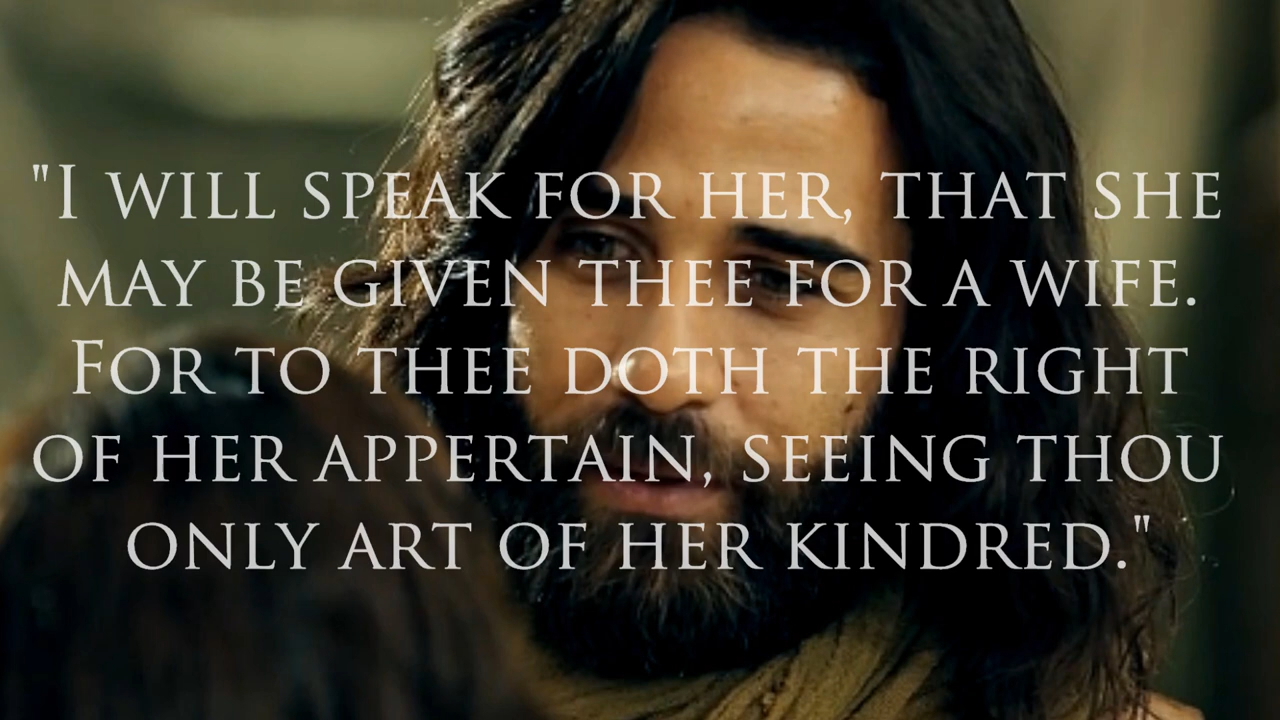 "I WILL SPEAK FOR HER, THAT SHE
MAY BE GIVEN THEE FOR A WIFE.
FOR TO THEE DOTH THE RIGHT
OF HER APPERTAIN, SEEING THOU
ONLY ART OF HER KINDRED."